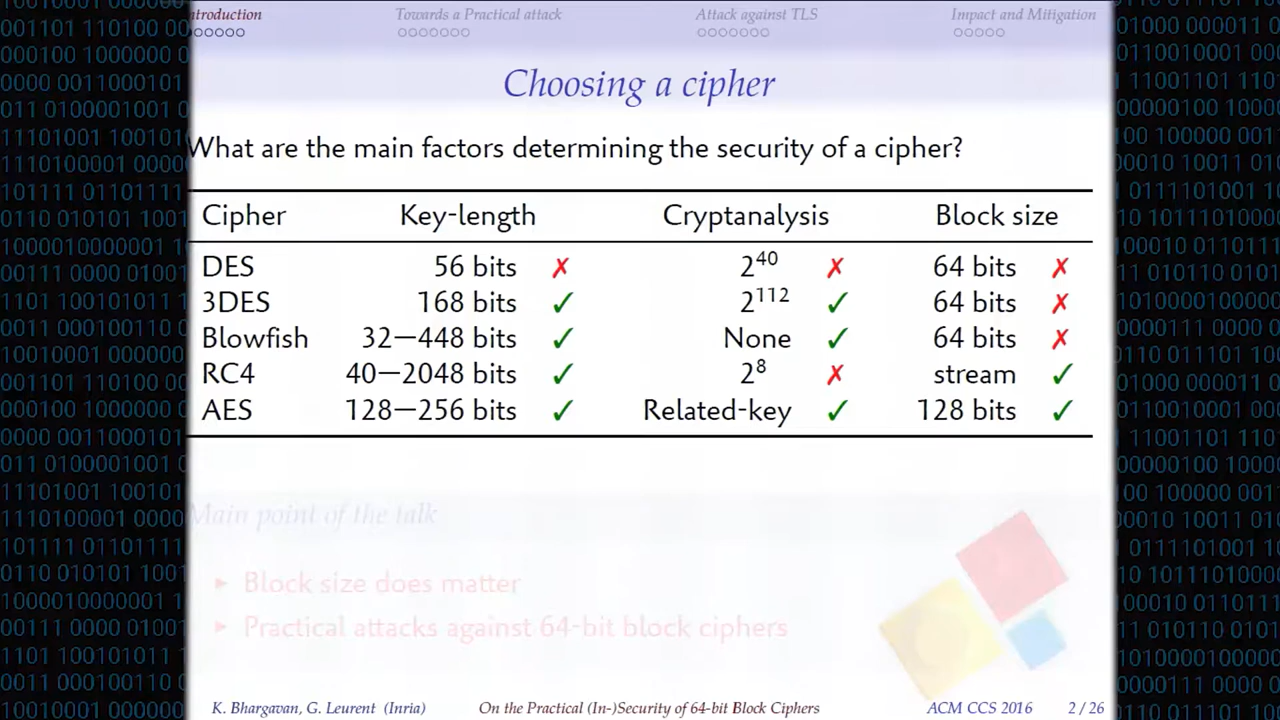 ntroduction Towards a Practical attack Attack against TLS Impact and Mitigation
Choosing a cipher
What are the main factors determining the security of a cipher?
Cipher Key-length Cryptanalysis Block size
DES 56 bits ✗ 2^40 ✗ 64 bits ✗
3DES 168 bits ✓ 2^112 ✓ 64 bits ✗
Blowfish 32—448 bits ✓ None ✓ 64 bits ✗
RC4 40—2048 bits ✓ 2^8 ✗ stream ✓
AES 128—256 bits ✓ Related-key ✓ 128 bits ✓
Main point of the talk
▸ Block size does matter
▸ Practical attacks against 64-bit block ciphers
K. Bhargavan, G. Leurent (Inria) On the Practical (In-)Security of 64-bit Block Ciphers ACM CCS 2016 2 / 26